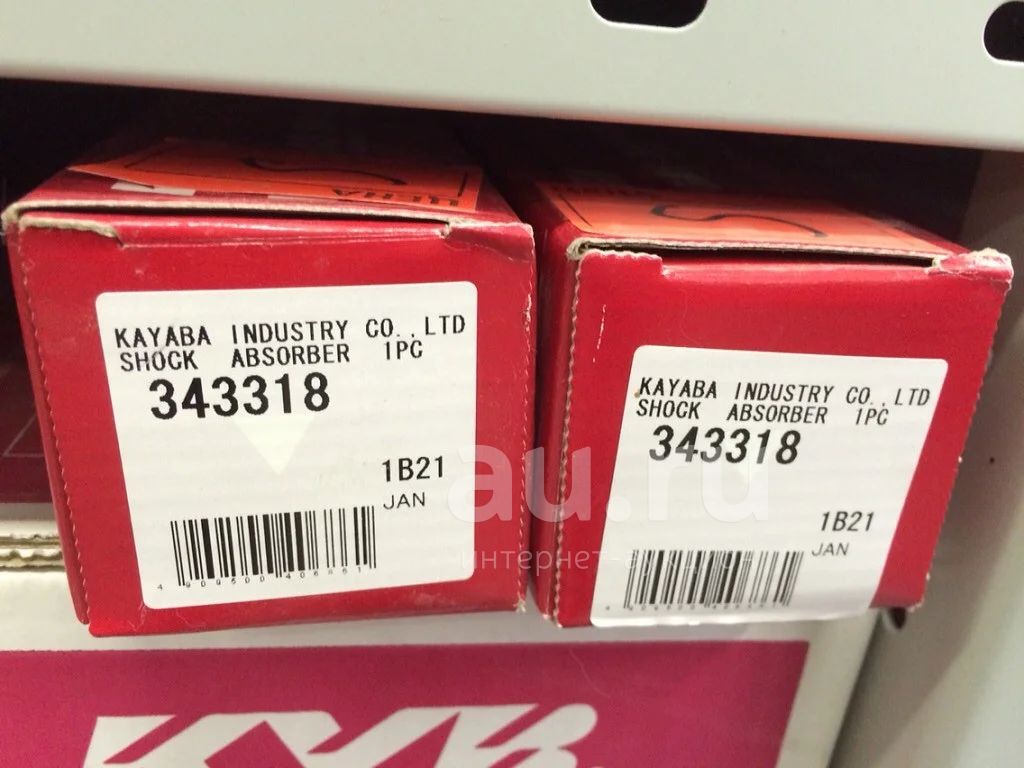 KAYABA INDUSTRY CO.,LTD
SHOCK ABSORBER 1PC
343318
1B21
JAN
KAYABA INDUSTRY CO.,LTD
SHOCK ABSORBER 1PC
343318
1B21
JAN
au.ru
KYB